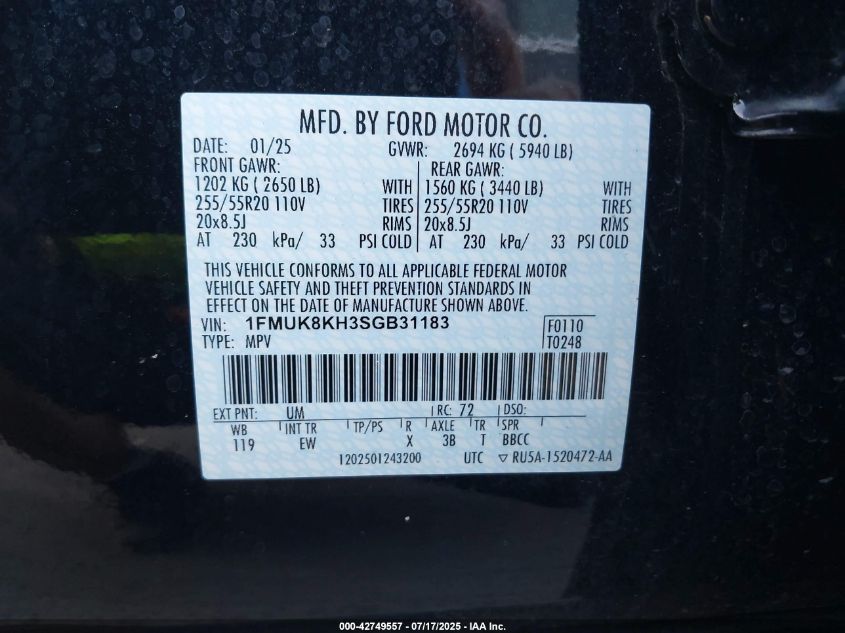 MFD. BY FORD MOTOR CO.
DATE: 01/25 GVWR: 2694 KG ( 5940 LB)
FRONT GAWR: REAR GAWR:
1202 KG ( 2650 LB) WITH 1560 KG ( 3440 LB) WITH
255/55R20 110V TIRES 255/55R20 110V TIRES
20x8.5J RIMS 20x8.5J RIMS
AT 230 kPa/ 33 PSI COLD AT 230 kPa/ 33 PSI COLD
THIS VEHICLE CONFORMS TO ALL APPLICABLE FEDERAL MOTOR
VEHICLE SAFETY AND THEFT PREVENTION STANDARDS IN
EFFECT ON THE DATE OF MANUFACTURE SHOWN ABOVE.
VIN: 1FMUK8KH3SGB31183 F0110
TYPE: MPV T0248
EXT PNT: UM RC: 72 DSO:
WB INT TR TP/PS R AXLE TR SPR
119 EW X 3B T BBCC
1202501243200 UTC ▽ RU5A-1520472-AA
000-42749557 - 07/17/2025 - IAA Inc.